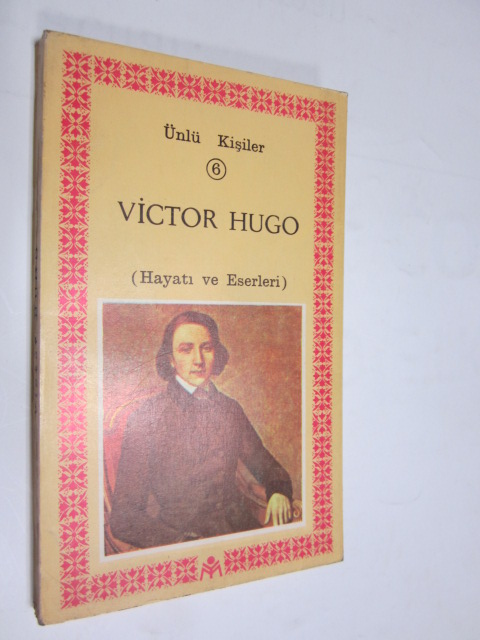 Ünlü Kişiler
6
VİCTOR HUGO
(Hayatı ve Eserleri)